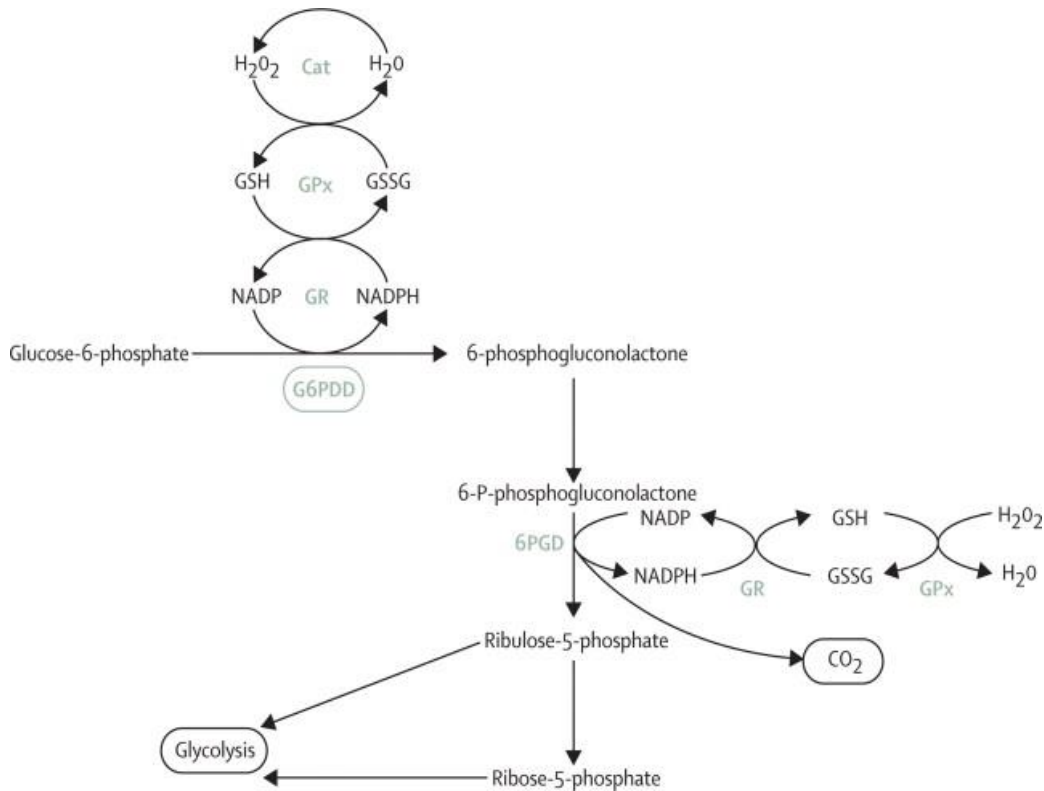 H2O2 Cat H2O
GSH GPx GSSG
NADP GR NADPH
Glucose-6-phosphate 6-phosphogluconolactone
G6PDD
6-P-phosphogluconolactone
NADP GSH H2O2
6PGD
NADPH GSSG H2O
GR GPx
Ribulose-5-phosphate
CO2
Glycolysis
Ribose-5-phosphate